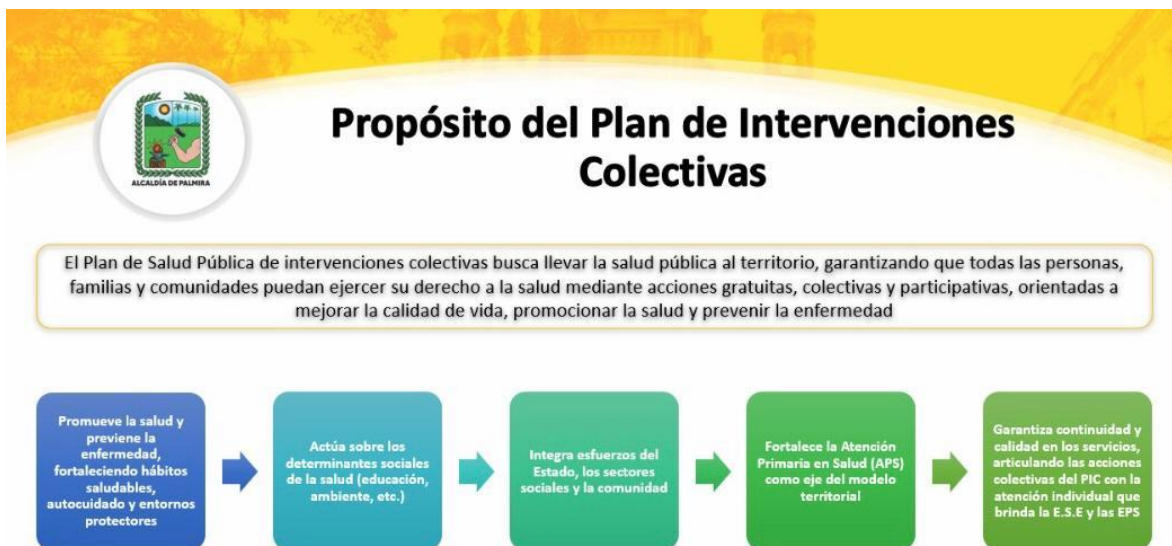 ALCALDÍA DE PALMIRA
Propósito del Plan de Intervenciones
Colectivas
El Plan de Salud Pública de intervenciones colectivas busca llevar la salud pública al territorio, garantizando que todas las personas,
familias y comunidades puedan ejercer su derecho a la salud mediante acciones gratuitas, colectivas y participativas, orientadas a
mejorar la calidad de vida, promocionar la salud y prevenir la enfermedad
Promueve la salud y
previene la
enfermedad,
fortaleciendo hábitos
saludables,
autocuidado y entornos
protectores
Actúa sobre los
determinantes sociales
de la salud (educación,
ambiente, etc.)
Integra esfuerzos del
Estado, los sectores
sociales y la comunidad
Fortalece la Atención
Primaria en Salud (APS)
como eje del modelo
territorial
Garantiza continuidad y
calidad en los servicios,
articulando las acciones
colectivas del PIC con la
atención individual que
brinda la E.S.E y las EPS